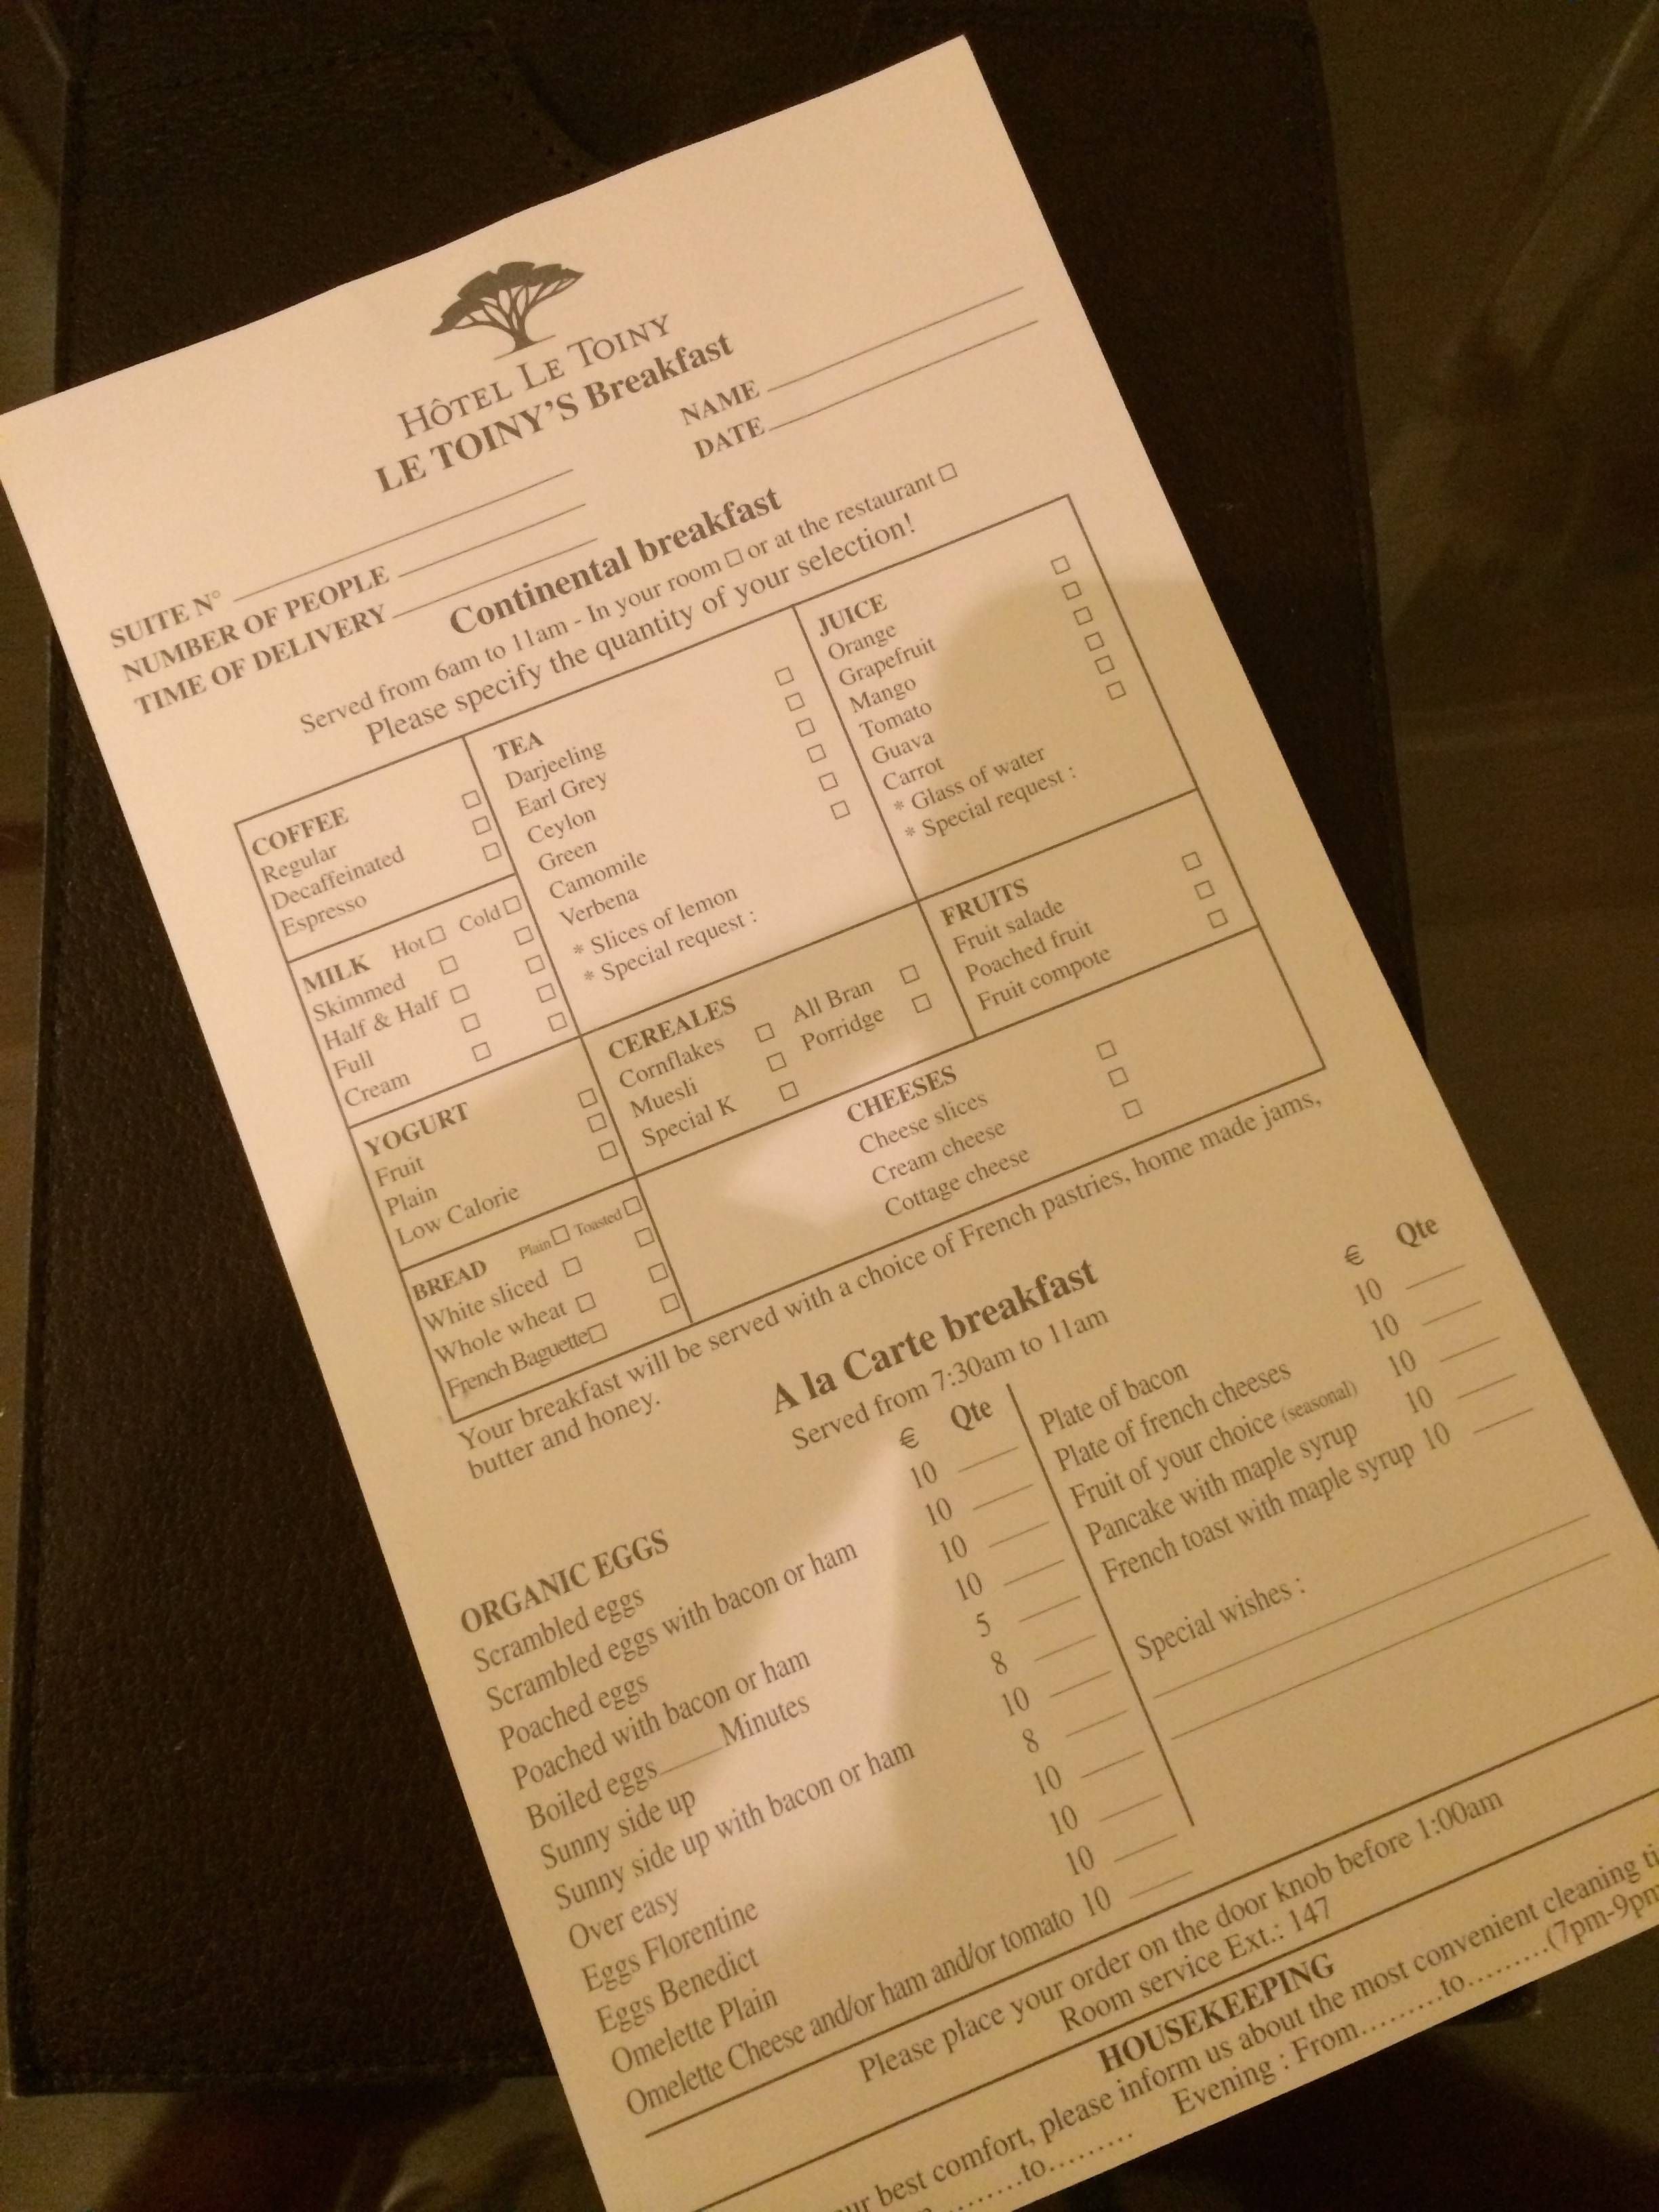 HÔTEL LE TOINY
LE TOINY'S Breakfast
NAME
DATE
SUITE N°
NUMBER OF PEOPLE
TIME OF DELIVERY
Continental breakfast
Served from 6am to 11am - In your room □ or at the restaurant □
Please specify the quantity of your selection!
COFFEE
Regular □
Decaffeinated □
Espresso □
MILK Hot □ Cold □
Skimmed □ □
Half & Half □ □
Full □ □
Cream □ □
YOGURT
Fruit □
Plain □
Low Calorie □
BREAD Plain □ Toasted □
White sliced □ □
Whole wheat □ □
French Baguette □ □
TEA
Darjeeling □
Earl Grey □
Ceylon □
Green □
Camomile □
Verbena □
* Slices of lemon
* Special request :
JUICE
Orange □
Grapefruit □
Mango □
Tomato □
Guava □
Carrot □
* Glass of water
* Special request :
CEREALES
Cornflakes □ All Bran □
Muesli □ Porridge □
Special K □
FRUITS
Fruit salade □
Poached fruit □
Fruit compote □
CHEESES
Cheese slices □
Cream cheese □
Cottage cheese □
Your breakfast will be served with a choice of French pastries, home made jams,
butter and honey.
A la Carte breakfast
Served from 7:30am to 11am
€ Qte
ORGANIC EGGS
Scrambled eggs 10
Scrambled eggs with bacon or ham 10
Poached eggs 10
Poached with bacon or ham 10
Boiled eggs____Minutes 5
Sunny side up 8
Sunny side up with bacon or ham 10
Over easy 8
Eggs Florentine 10
Eggs Benedict 10
Omelette Plain 10
Omelette Cheese and/or ham and/or tomato 10
€ Qte
Plate of bacon 10
Plate of french cheeses 10
Fruit of your choice (seasonal) 10
Pancake with maple syrup 10
French toast with maple syrup 10
Special wishes :
Please place your order on the door knob before 1:00am
Room service Ext.: 147
HOUSEKEEPING
best comfort, please inform us about the most convenient cleaning
.........to......... Evening : From..........to.........(7pm-9pm